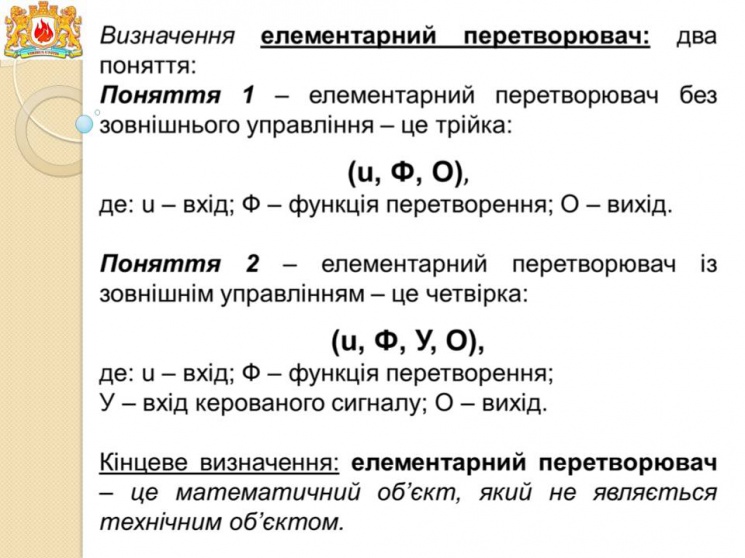 Визначення елементарний перетворювач: два
поняття:
Поняття 1 – елементарний перетворювач без
зовнішнього управління – це трійка:
(u, Ф, О),
де: u – вхід; Ф – функція перетворення; О – вихід.
Поняття 2 – елементарний перетворювач із
зовнішнім управлінням – це четвірка:
(u, Ф, У, О),
де: u – вхід; Ф – функція перетворення;
У – вхід керованого сигналу; О – вихід.
Кінцеве визначення: елементарний перетворювач
– це математичний об’єкт, який не являється
технічним об’єктом.